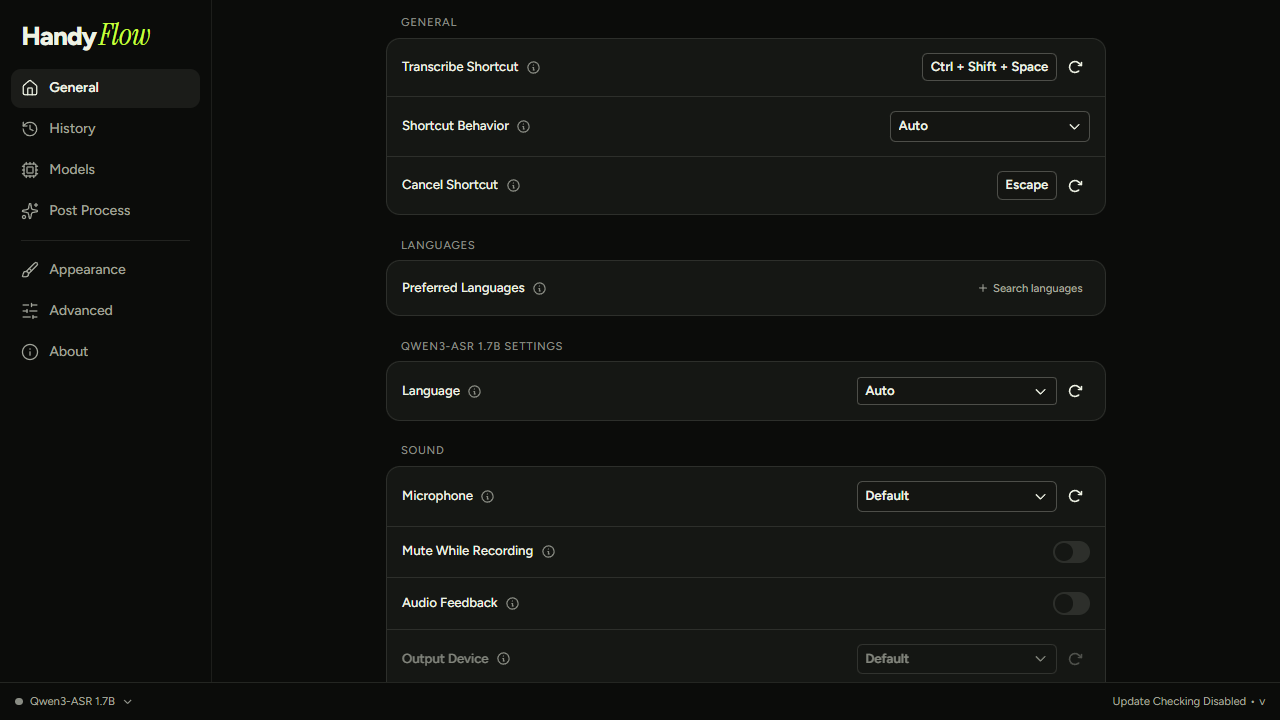 Handy Flow
General
History
Models
Post Process
Appearance
Advanced
About
GENERAL
Transcribe Shortcut
Ctrl + Shift + Space
Shortcut Behavior
Auto
Cancel Shortcut
Escape
LANGUAGES
Preferred Languages
+ Search languages
QWEN3-ASR 1.7B SETTINGS
Language
Auto
SOUND
Microphone
Default
Mute While Recording
Audio Feedback
Output Device
Default
Qwen3-ASR 1.7B
Update Checking Disabled • v